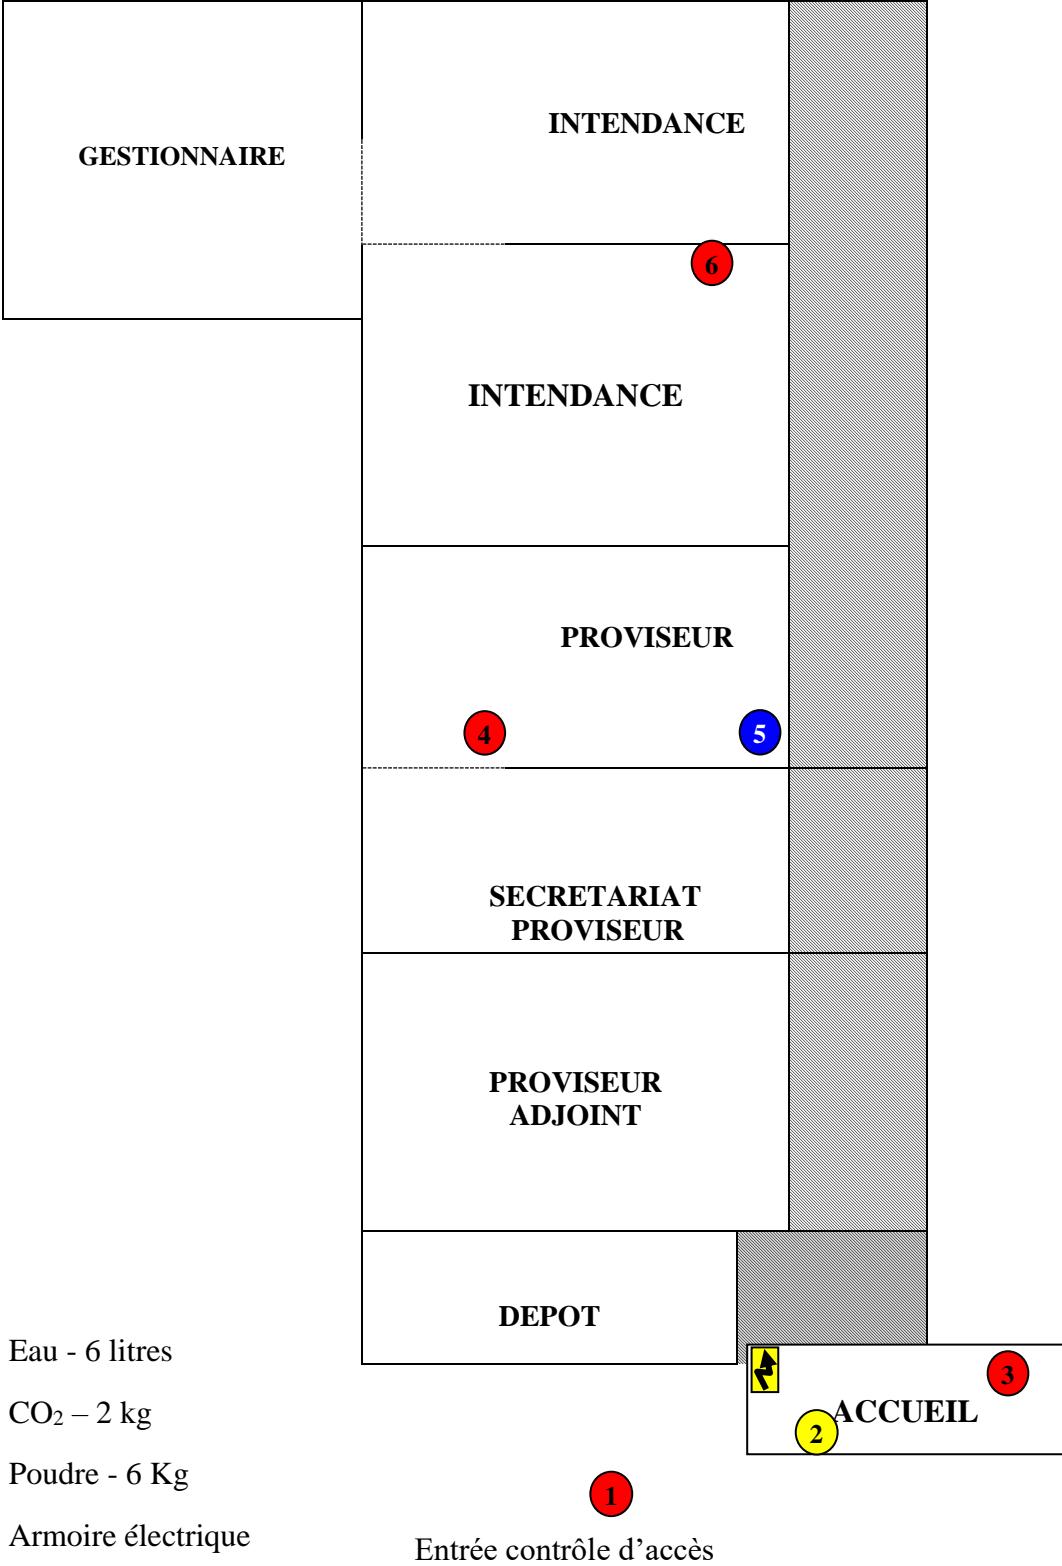 INTENDANCE
GESTIONNAIRE
6
INTENDANCE
PROVISEUR
4
5
SECRETARIAT
PROVISEUR
PROVISEUR
ADJOINT
DEPOT
Eau - 6 litres
3
ACCUEIL
CO₂ – 2 kg
2
Poudre - 6 Kg
1
Armoire électrique
Entrée contrôle d’accès